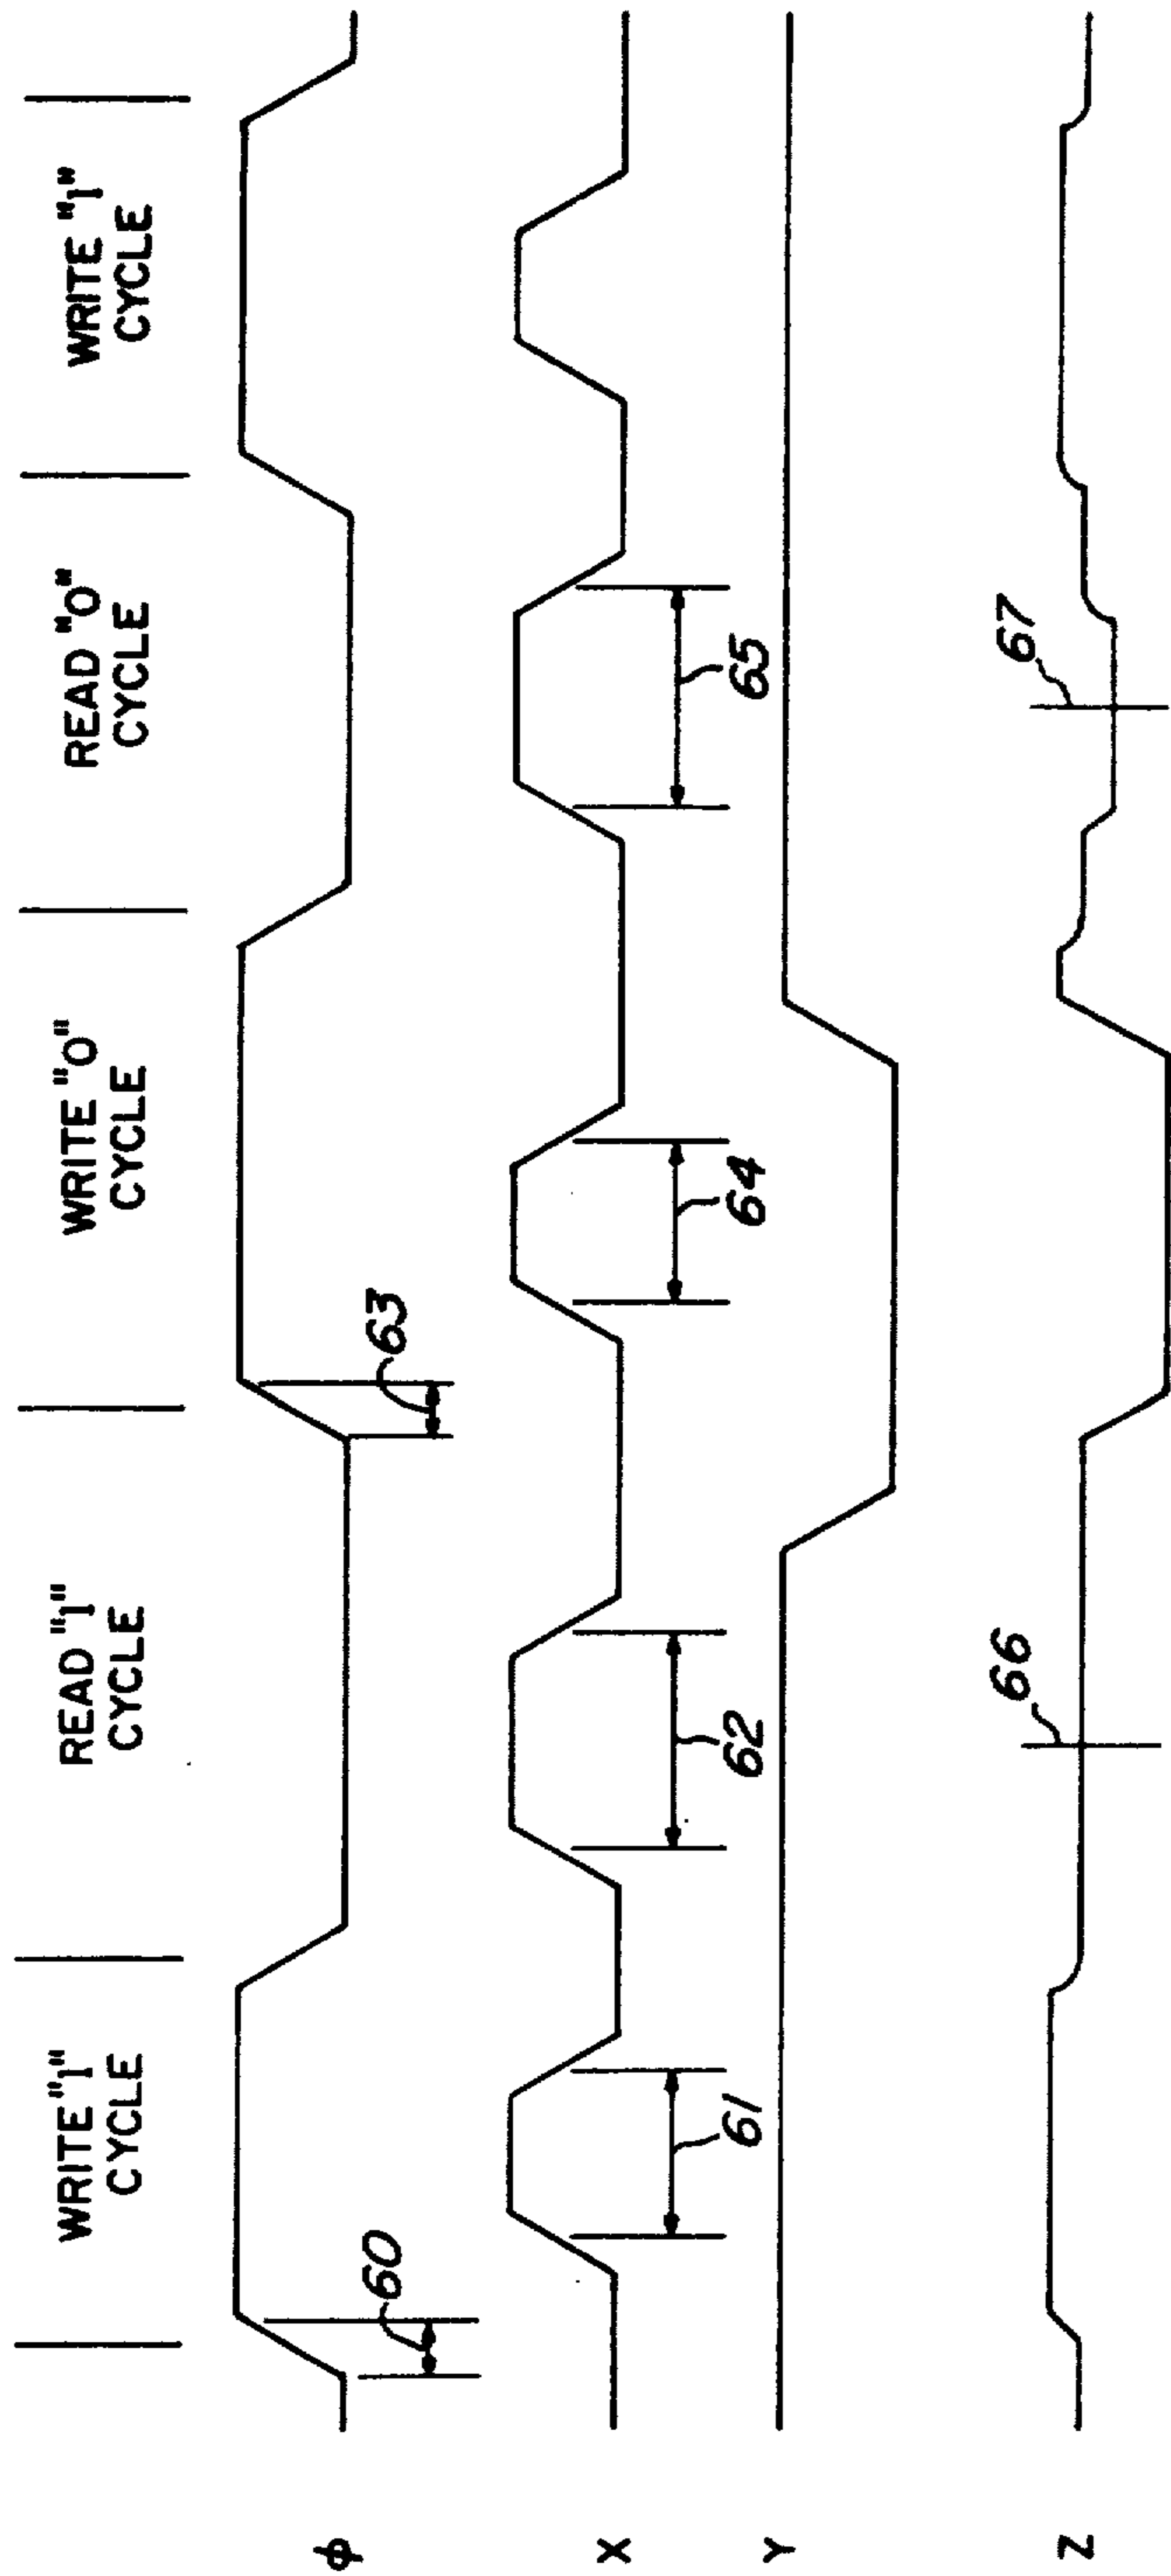 WRITE "1"
CYCLE
READ "1"
CYCLE
WRITE "0"
CYCLE
READ "0"
CYCLE
WRITE "1"
CYCLE
φ
60
63
X
61
62
64
65
Y
Z
66
67